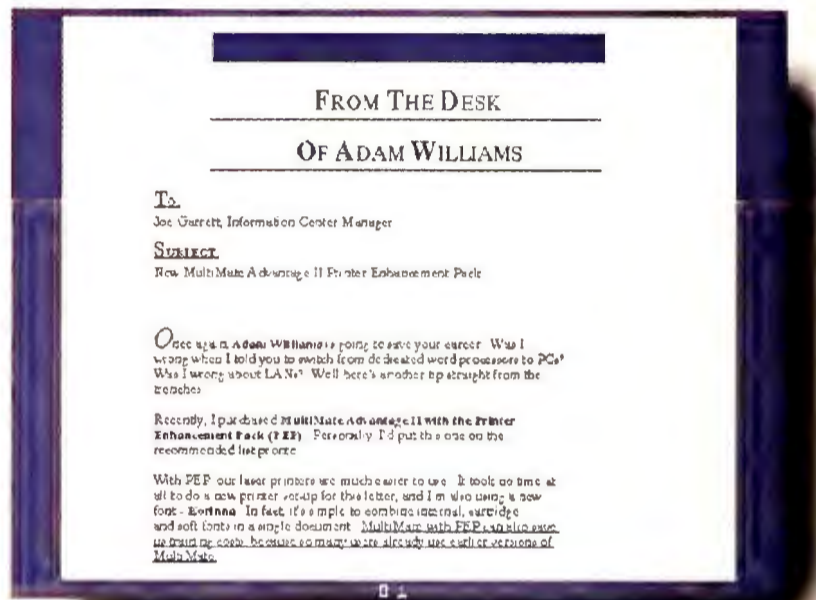 FROM THE DESK
OF ADAM WILLIAMS
To
Joe Garrett, Information Center Manager
SUBJECT
New MultiMate Advantage II Printer Enhancement Pack
Once again, Adam Williams is going to save your career. Was I
wrong when I told you to switch from dedicated word processors to PCs?
Was I wrong about LANs? Well here's another tip straight from the
trenches
Recently, I purchased MultiMate Advantage II with the Printer
Enhancement Pack (PEP). Personally I'd put this one on the
recommended list pronto
With PEP our laser printers are much easier to use. It took no time at
all to do a new printer set-up for this letter, and I'm also using a new
font - Korinna. In fact, it's simple to combine internal, cartridge
and soft fonts in a single document. MultiMate with PEP can also save
us training costs, because so many users already use earlier versions of
MultiMate.